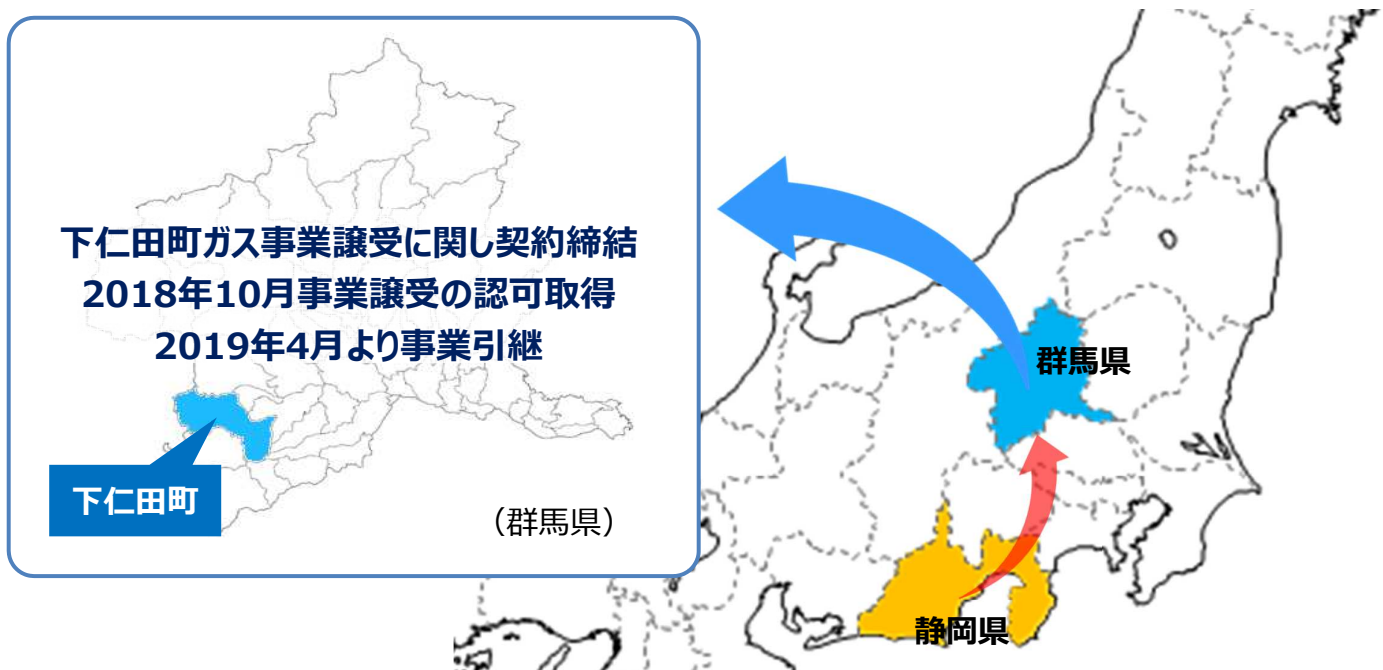 下仁田町ガス事業譲受に関し契約締結
2018年10月事業譲受の認可取得
2019年4月より事業引継
下仁田町
（群馬県）
群馬県
静岡県